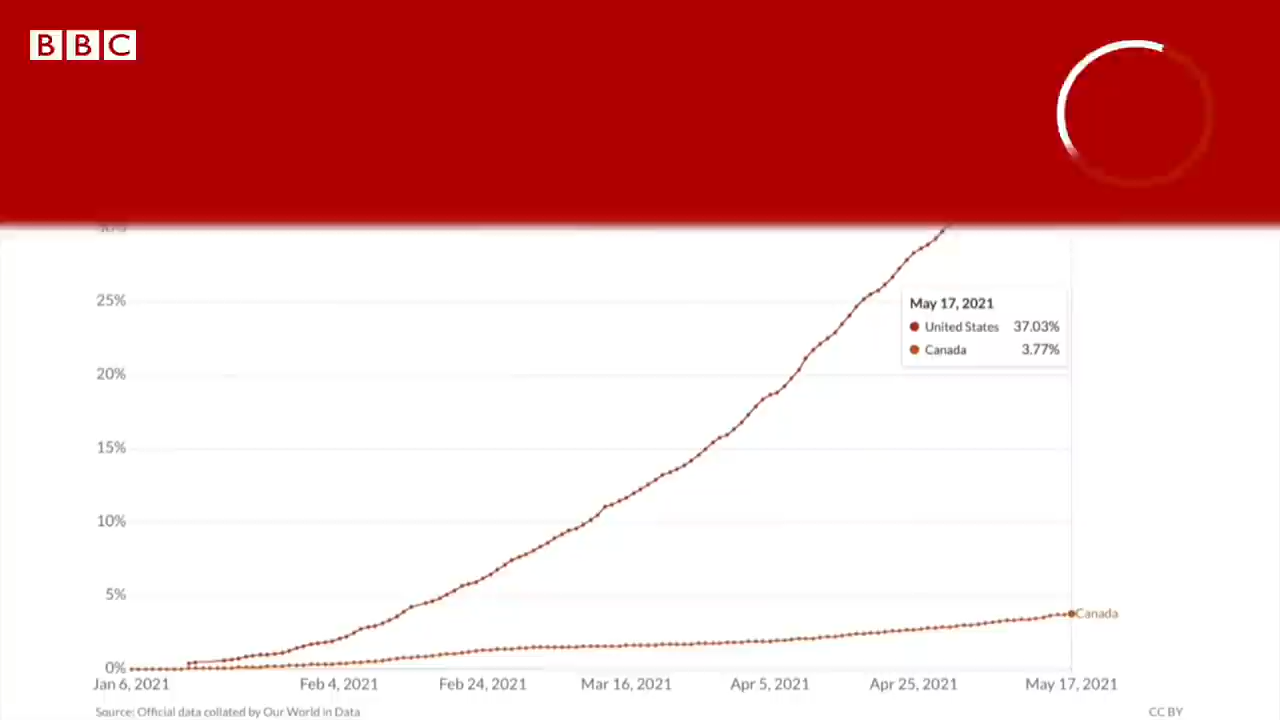 BBC
25%
May 17, 2021
United States 37.03%
Canada 3.77%
20%
15%
10%
5%
Canada
0%
Jan 6, 2021 Feb 4, 2021 Feb 24, 2021 Mar 16, 2021 Apr 5, 2021 Apr 25, 2021 May 17, 2021
Source: Official data collated by Our World in Data CC BY